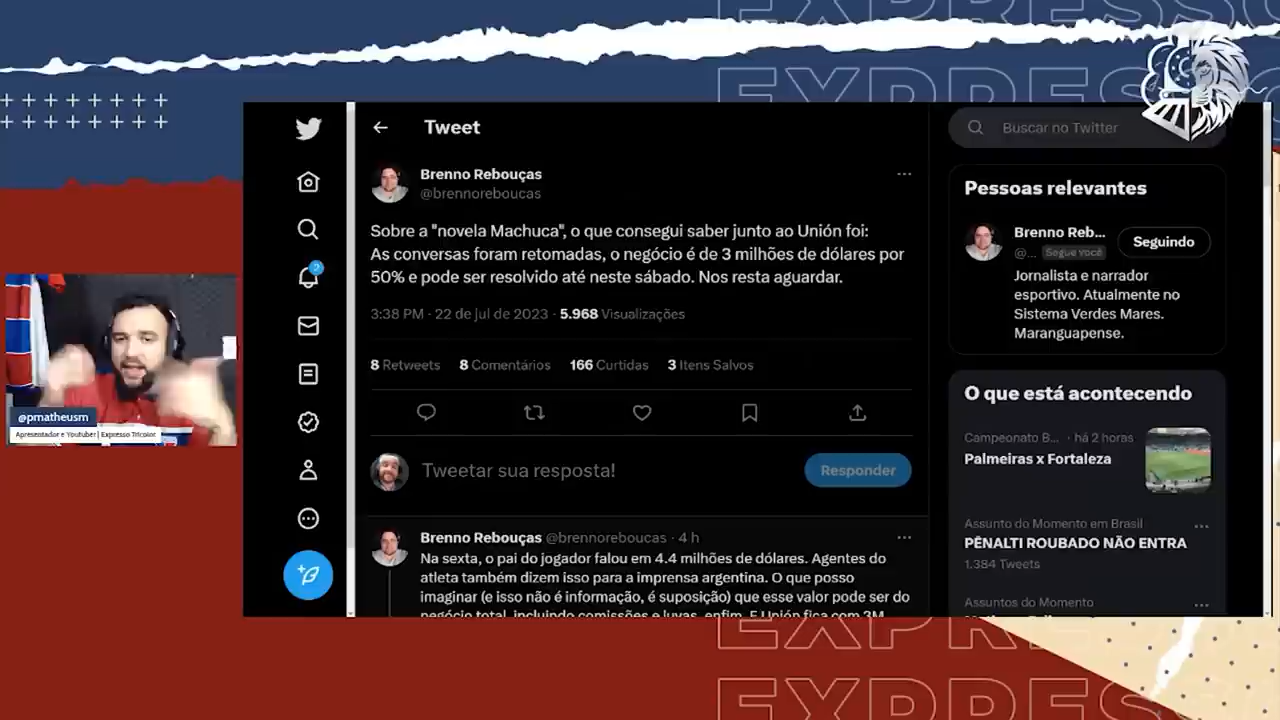 EXPRESSO
EXPRESSO
Tweet
Buscar no Twitter
Brenno Rebouças
@brennoreboucas
Sobre a "novela Machuca", o que consegui saber junto ao Unión foi:
As conversas foram retomadas, o negócio é de 3 milhões de dólares por
50% e pode ser resolvido até neste sábado. Nos resta aguardar.
3:38 PM · 22 de jul de 2023 · 5.968 Visualizações
8 Retweets 8 Comentários 166 Curtidas 3 Itens Salvos
Tweetar sua resposta!
Responder
Brenno Rebouças @brennoreboucas · 4 h
Na sexta, o pai do jogador falou em 4.4 milhões de dólares. Agentes do
atleta também dizem isso para a imprensa argentina. O que posso
imaginar (e isso não é informação, é suposição) que esse valor pode ser do
negócio total, incluindo comissões e luvas, enfim. E Unión fica com 3M
Pessoas relevantes
Brenno Reb...
@... Segue você
Seguindo
Jornalista e narrador
esportivo. Atualmente no
Sistema Verdes Mares.
Maranguapense.
O que está acontecendo
Campeonato B... · há 2 horas
Palmeiras x Fortaleza
Assunto do Momento em Brasil
PÊNALTI ROUBADO NÃO ENTRA
1.384 Tweets
Assuntos do Momento
2
@pmatheusm
Apresentador e Youtuber | Expresso Tricolor
EXPRE
EXPRES